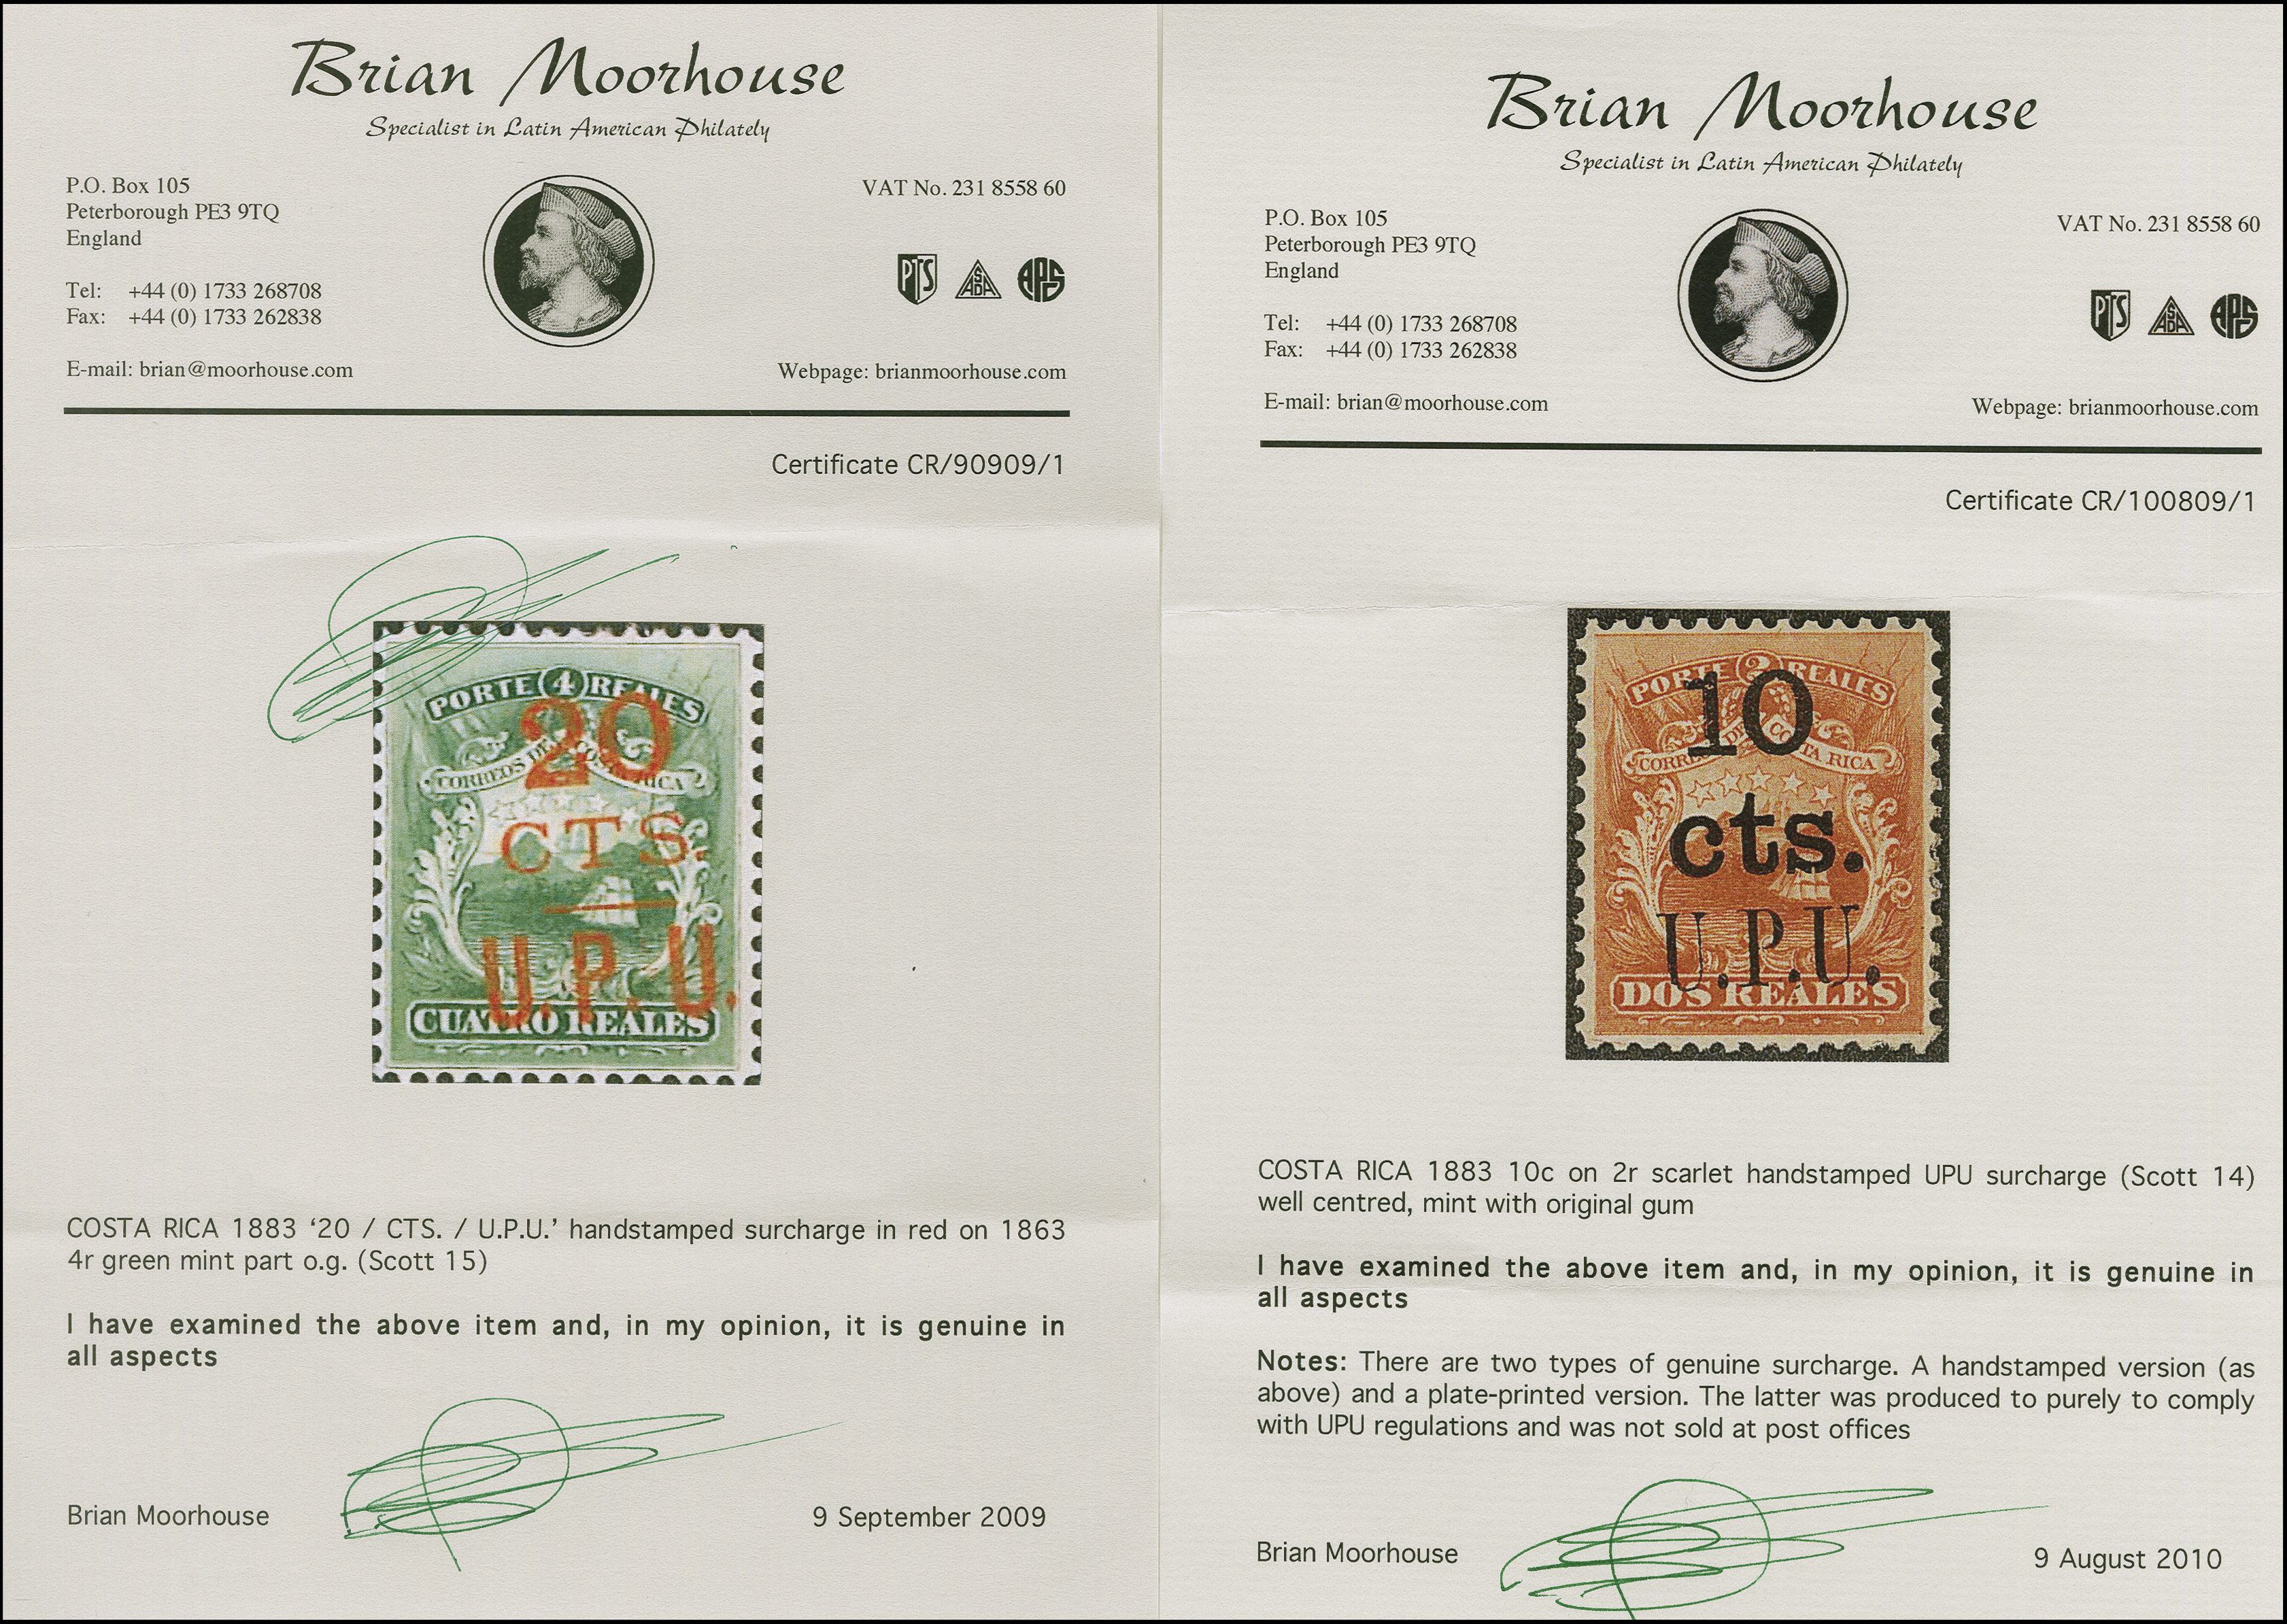 Brian Moorhouse
Specialist in Latin American Philately
P.O. Box 105
Peterborough PE3 9TQ
England
Tel: +44 (0) 1733 268708
Fax: +44 (0) 1733 262838
E-mail: brian@moorhouse.com
VAT No. 231 8558 60
PTS
ASDA
APS
Webpage: brianmoorhouse.com
Certificate CR/90909/1
PORTE 4 REALES
20
CORREOS DE COSTA RICA
CTS.
U.P.U.
CUATRO REALES
COSTA RICA 1883 ‘20 / CTS. / U.P.U.’ handstamped surcharge in red on 1863
4r green mint part o.g. (Scott 15)
I have examined the above item and, in my opinion, it is genuine in
all aspects
Brian Moorhouse
9 September 2009
Brian Moorhouse
Specialist in Latin American Philately
P.O. Box 105
Peterborough PE3 9TQ
England
Tel: +44 (0) 1733 268708
Fax: +44 (0) 1733 262838
E-mail: brian@moorhouse.com
VAT No. 231 8558 60
PTS
ASDA
APS
Webpage: brianmoorhouse.com
Certificate CR/100809/1
PORTE 2 REALES
10
CORREOS DE COSTA RICA
cts.
U.P.U.
DOS REALES
COSTA RICA 1883 10c on 2r scarlet handstamped UPU surcharge (Scott 14)
well centred, mint with original gum
I have examined the above item and, in my opinion, it is genuine in
all aspects
Notes: There are two types of genuine surcharge. A handstamped version (as
above) and a plate-printed version. The latter was produced to purely to comply
with UPU regulations and was not sold at post offices
Brian Moorhouse
9 August 2010